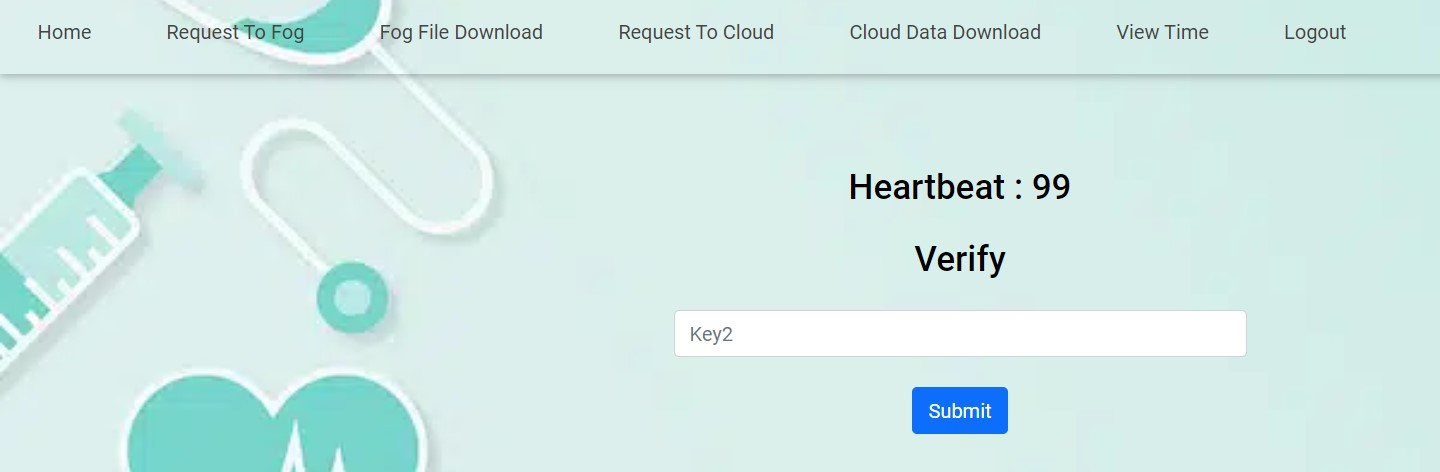 Home Request To Fog Fog File Download Request To Cloud Cloud Data Download View Time Logout
Heartbeat : 99
Verify
Key2
Submit